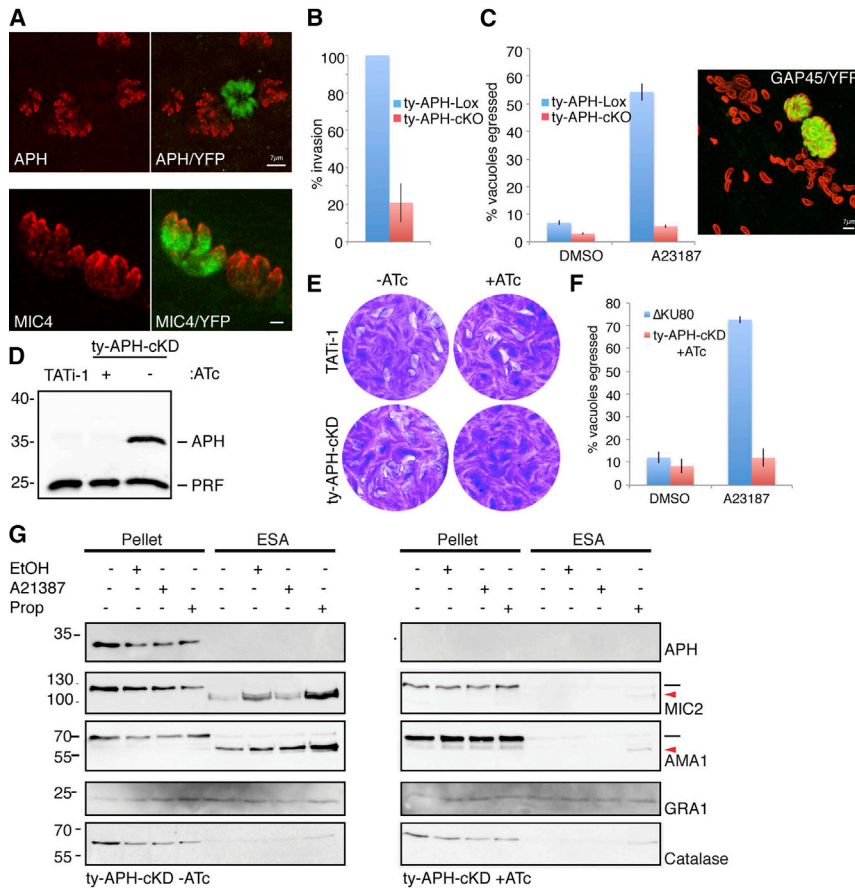 A
APH
APH/YFP
7µm
MIC4
MIC4/YFP
B
% invasion
100
90
80
70
60
50
40
30
20
10
0
ty-APH-Lox
ty-APH-cKO
C
% vacuoles egressed
70
60
50
40
30
20
10
0
ty-APH-Lox
ty-APH-cKO
DMSO
A23187
GAP45/YFP
7µm
D
ty-APH-cKD
TATi-1 + - :ATc
40-
35-
25-
APH
PRF
E
-ATc +ATc
TATi-1
ty-APH-cKD
F
% vacuoles egressed
80
70
60
50
40
30
20
10
0
ΔKU80
ty-APH-cKD
+ATc
DMSO
A23187
G
Pellet ESA Pellet ESA
EtOH - + - - - + - - - + - - - + - -
A21387 - - + - - - + - - - + - - - + -
Prop - - - + - - - + - - - + - - - +
35-
APH
130
100
MIC2
70
55
AMA1
25
GRA1
70
55
Catalase
ty-APH-cKD -ATc
ty-APH-cKD +ATc